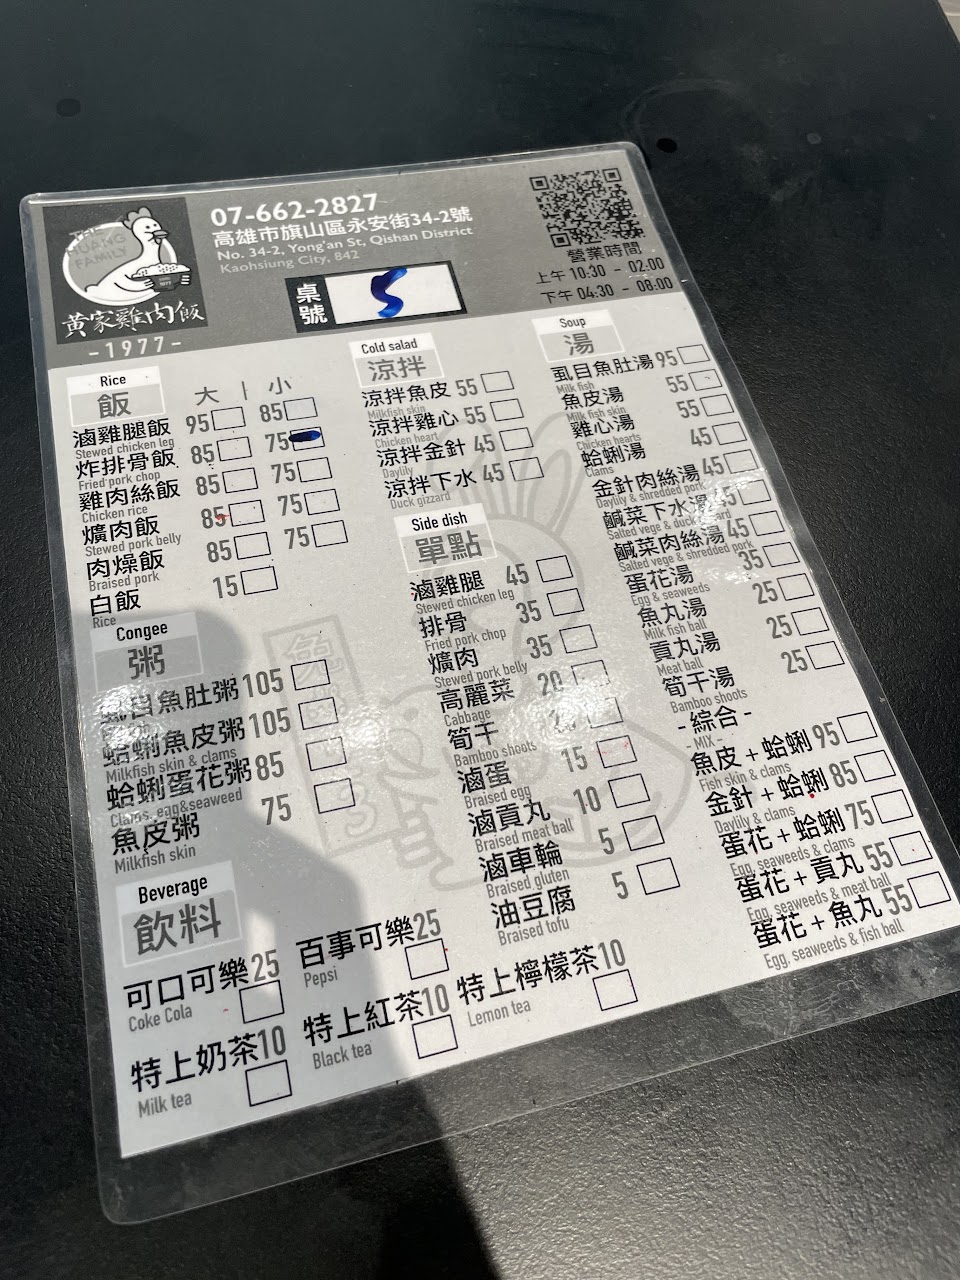 THE
HUANG
FAMILY
黃家雞肉飯
-1977-
07-662-2827
高雄市旗山區永安街34-2號
No. 34-2, Yong'an St, Qishan District
Kaohsiung City, 842
桌號 5
營業時間
上午 10:30 - 02:00
下午 04:30 - 08:00
Rice
飯 大 | 小
滷雞腿飯 95 85
Stewed chicken leg
炸排骨飯 85 75
Fried pork chop
雞肉絲飯 85 75
Chicken rice
爌肉飯 85 75
Stewed pork belly
肉燥飯 85 75
Braised pork
白飯 15
Rice
Congee
粥
虱目魚肚粥 105
蛤蜊魚皮粥 105
Milkfish skin & clams
蛤蜊蛋花粥 85
Clams, egg&seaweed
魚皮粥 75
Milkfish skin
Beverage
飲料
可口可樂25
Coke Cola
百事可樂25
Pepsi
特上奶茶10
Milk tea
特上紅茶10
Black tea
特上檸檬茶10
Lemon tea
Cold salad
涼拌
涼拌魚皮 55
Milkfish skin
涼拌雞心 55
Chicken heart
涼拌金針 45
Daylily
涼拌下水 45
Duck gizzard
Side dish
單點
滷雞腿 45
Stewed chicken leg
排骨 35
Fried pork chop
爌肉 35
Stewed pork belly
高麗菜 20
Cabbage
筍干
Bamboo shoots
滷蛋 15
Braised egg
滷貢丸 10
Braised meat ball
滷車輪 5
Braised gluten
油豆腐 5
Braised tofu
Soup
湯
虱目魚肚湯 95
Milk fish
魚皮湯 55
Milk fish skin
雞心湯 55
Chicken hearts
蛤蜊湯 45
Clams
金針肉絲湯 45
Daylily & shredded pork
鹹菜下水湯 45
Salted vege & duck gizzard
鹹菜肉絲湯 45
Salted vege & shredded pork
蛋花湯 35
Egg & seaweeds
魚丸湯 25
Milk fish ball
貢丸湯 25
Meat ball
筍干湯 25
Bamboo shoots
-綜合-
- MIX -
魚皮+蛤蜊 95
Fish skin & clams
金針+蛤蜊 85
Daylily & clams
蛋花+蛤蜊 75
Egg, seaweeds & clams
蛋花+貢丸 55
Egg, seaweeds & meat ball
蛋花+魚丸 55
Egg, seaweeds & fish ball